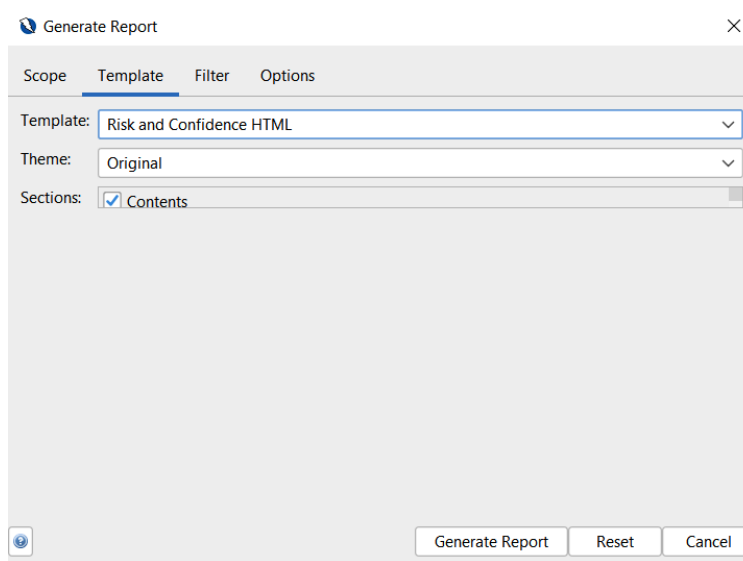 Generate Report
Scope Template Filter Options
Template: Risk and Confidence HTML
Theme: Original
Sections: Contents
Generate Report Reset Cancel